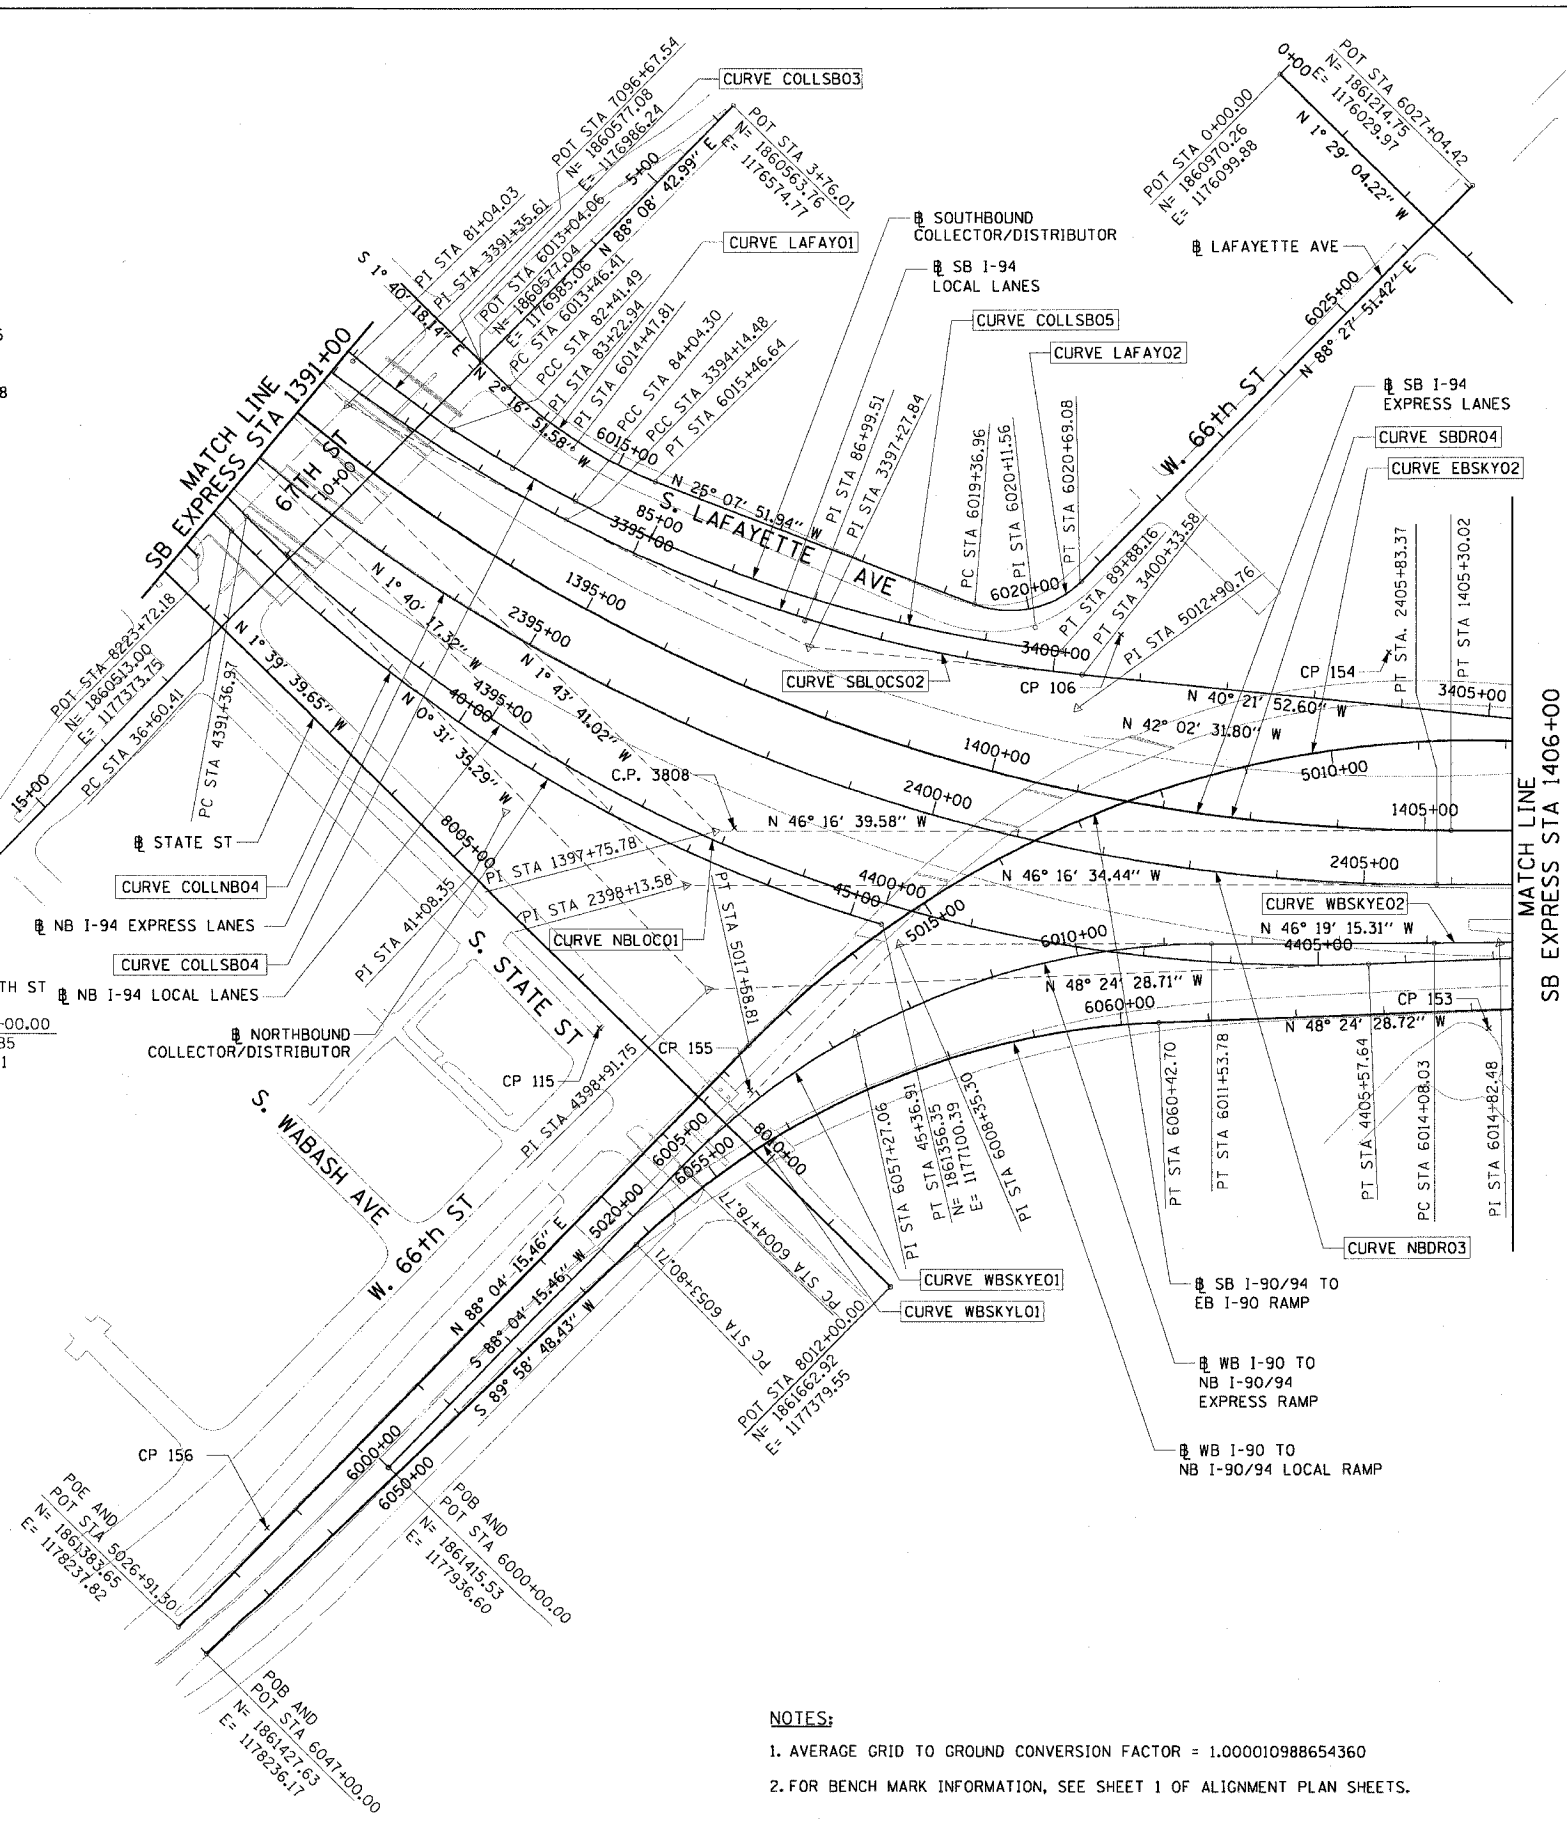 CURVE COLLSB03
POT STA 7096+67.54
N= 1860577.08
E= 1176986.24
5+00
N 88° 08' 42.99" E
POT STA 3+76.01
N= 1860563.76
E= 1176574.77
PI STA 81+04.03
PI STA 3391+35.61
S 1° 40' 18.14" E
POT STA 6013+04.06
N= 1860577.04
E= 1176985.06
PC STA 6013+46.41
PCC STA 82+41.49
PI STA 83+22.94
PI STA 6014+47.81
PCC STA 84+04.30
PCC STA 3394+14.48
PT STA 6015+46.64
CURVE LAFAY01
SOUTHBOUND
COLLECTOR/DISTRIBUTOR
SB I-94
LOCAL LANES
CURVE COLLSB05
CURVE LAFAY02
0+00
POT STA 6027+04.42
N= 1861214.75
E= 1176029.97
N 1° 29' 04.22" W
POT STA 0+00.00
N= 1860970.26
E= 1176099.88
LAFAYETTE AVE
6025+00
N 88° 27' 51.42" E
W. 66th ST
SB I-94
EXPRESS LANES
CURVE SBDR04
CURVE EBSKY02
8
MATCH LINE
SB EXPRESS STA 1391+00
67TH ST
10+00
N 2° 16' 51.58" W
6015+00
N 25° 07' 51.94" W
S. LAFAYETTE AVE
85+00
3395+00
PI STA 86+99.51
PI STA 3397+27.84
PC STA 6019+36.96
PI STA 6020+11.56
PT STA 6020+69.08
6020+00
PT STA 89+88.16
PT STA 3400+33.58
PI STA 5012+90.76
PT STA. 2405+83.37
PT STA 1405+30.02
3400+00
CP 154
CP 106
3405+00
CURVE SBLOCS02
N 40° 21' 52.60" W
N 42° 02' 31.80" W
1395+00
2395+00
N 1° 40' 17.32" W
N 1° 43' 41.02" W
4395+00
40+00
N 0° 31' 35.29" W
N 1° 39' 39.65" W
POT STA 8223+72.18
N= 1860513.00
E= 1177373.75
PC STA 36+60.41
PC STA 4391+36.97
15+00
1400+00
5010+00
2400+00
1405+00
C.P. 3808
N 46° 16' 39.58" W
MATCH LINE
SB EXPRESS STA 1406+00
STATE ST
8005+00
PI STA 1397+75.78
4400+00
45+00
N 46° 16' 34.44" W
2405+00
CURVE COLLNB04
PI STA 2398+13.58
CURVE WBSKYE02
N 46° 19' 15.31" W
NB I-94 EXPRESS LANES
PI STA 41+08.35
CURVE NBLOC01
5015+00
6010+00
4405+00
CURVE COLLSB04
S. STATE ST
PT STA 5017+58.81
N 48° 24' 28.71" W
6060+00
CP 153
TH ST
NB I-94 LOCAL LANES
N 48° 24' 28.72" W
-00.00
NORTHBOUND
COLLECTOR/DISTRIBUTOR
CP 155
CP 115
PI STA 4398+91.75
S. WABASH AVE
6005+00
6055+00
8010+00
PI STA 6057+27.06
PT STA 45+36.91
N= 1861356.35
E= 1177100.39
PI STA 6008+35.30
PT STA 6060+42.70
PT STA 6011+53.78
PT STA 4405+57.64
PC STA 6014+08.03
PI STA 6014+82.48
W. 66th ST
5020+00
N 88° 04' 15.46" E
S 88° 04' 15.46" W
S 89° 58' 48.43" W
PC STA 6004+78.77
PC STA 6053+80.71
CURVE NBDR03
CURVE WBSKYE01
CURVE WBSKYL01
SB I-90/94 TO
EB I-90 RAMP
POT STA 8012+00.00
N= 1861662.92
E= 1177379.55
WB I-90 TO
NB I-90/94
EXPRESS RAMP
WB I-90 TO
NB I-90/94 LOCAL RAMP
CP 156
6000+00
6050+00
POE AND
POT STA 5026+91.30
N= 1861383.65
E= 1178237.82
POB AND
POT STA 6000+00.00
N= 1861415.53
E= 1177936.60
POB AND
POT STA 6047+00.00
N= 1861427.63
E= 1178236.17
NOTES:
1. AVERAGE GRID TO GROUND CONVERSION FACTOR = 1.000010988654360
2. FOR BENCH MARK INFORMATION, SEE SHEET 1 OF ALIGNMENT PLAN SHEETS.